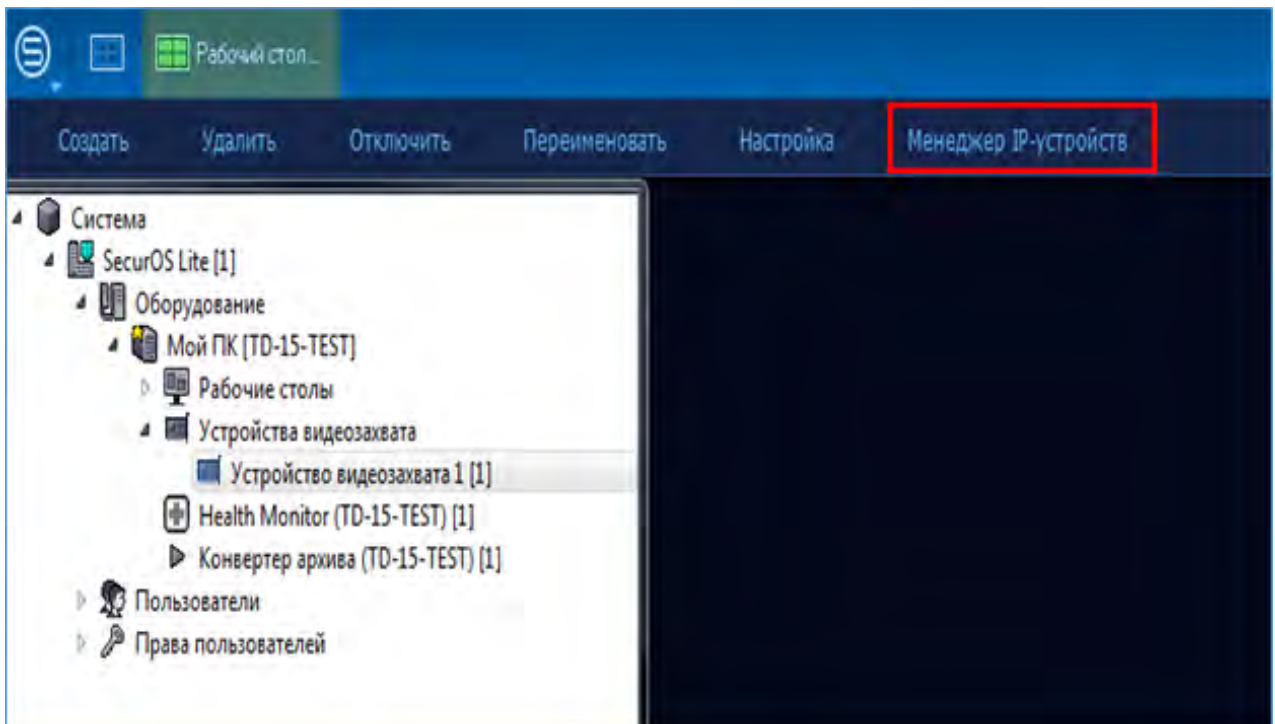 Рабочий стол ...
Создать Удалить Отключить Переименовать Настройка Менеджер IP-устройств
Система
SecurOS Lite [1]
Оборудование
Мой ПК [TD-15-TEST]
Рабочие столы
Устройства видеозахвата
Устройство видеозахвата 1 [1]
Health Monitor (TD-15-TEST) [1]
Конвертер архива (TD-15-TEST) [1]
Пользователи
Права пользователей